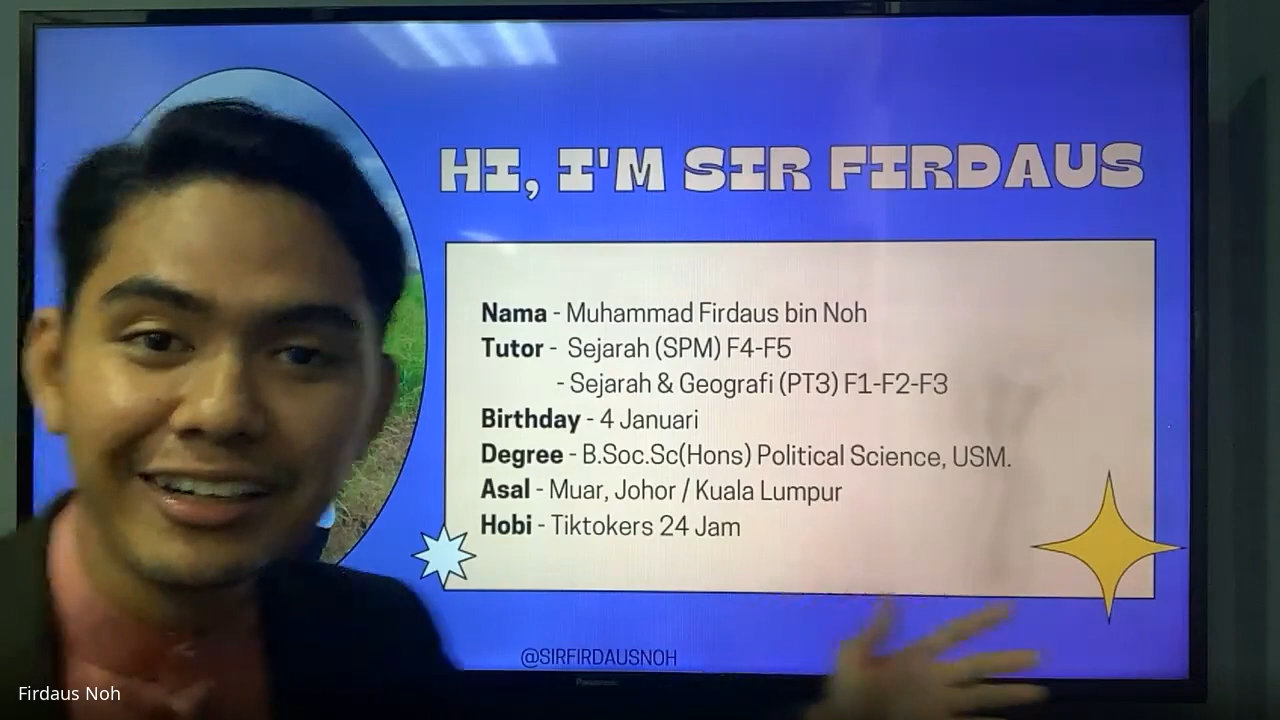 HI, I'M SIR FIRDAUS
Nama - Muhammad Firdaus bin Noh
Tutor - Sejarah (SPM) F4-F5
- Sejarah & Geografi (PT3) F1-F2-F3
Birthday - 4 Januari
Degree - B.Soc.Sc(Hons) Political Science, USM.
Asal - Muar, Johor / Kuala Lumpur
Hobi - Tiktokers 24 Jam
@SIRFIRDAUSNOH
Panasonic
Firdaus Noh